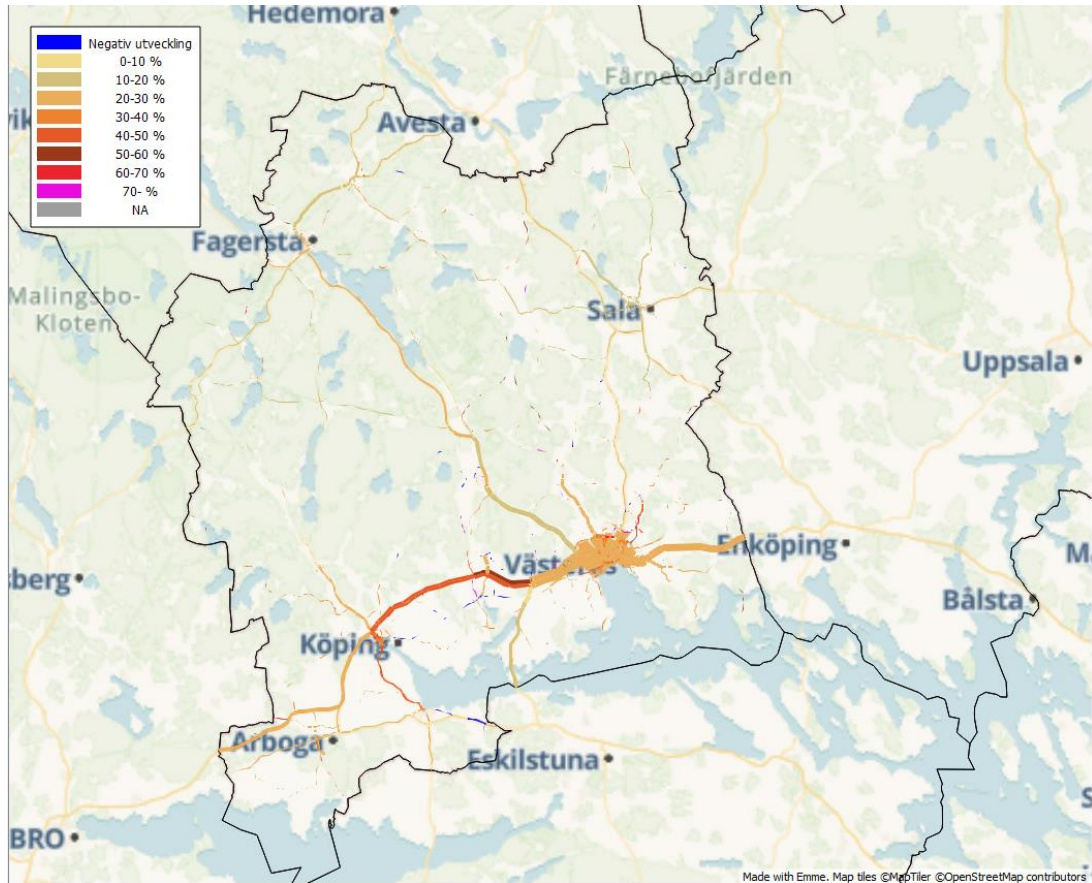 Hedemora
Negativ utveckling
0-10 %
10-20 %
20-30 %
30-40 %
40-50 %
50-60 %
60-70 %
70- %
NA
Färnebofjärden
Avesta
Fagersta
Malingsbo-
Kloten
Sala
Uppsala
Västerås
Enköping
sberg
Bålsta
Köping
Arboga
Eskilstuna
BRO
Made with Emme. Map tiles ©MapTiler ©OpenStreetMap contributors